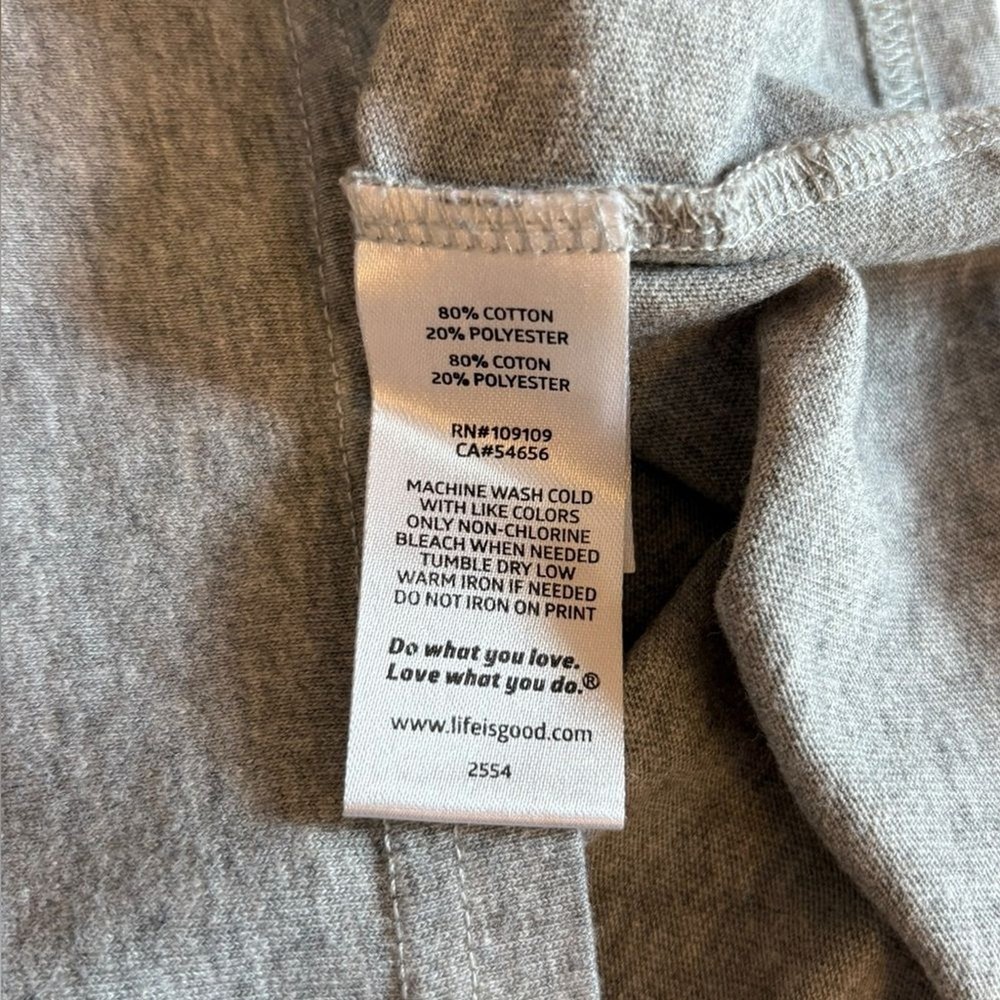 80% COTTON
20% POLYESTER
80% COTON
20% POLYESTER
RN#109109
CA#54656
MACHINE WASH COLD
WITH LIKE COLORS
ONLY NON-CHLORINE
BLEACH WHEN NEEDED
TUMBLE DRY LOW
WARM IRON IF NEEDED
DO NOT IRON ON PRINT
Do what you love.
Love what you do.®
www.lifeisgood.com
2554